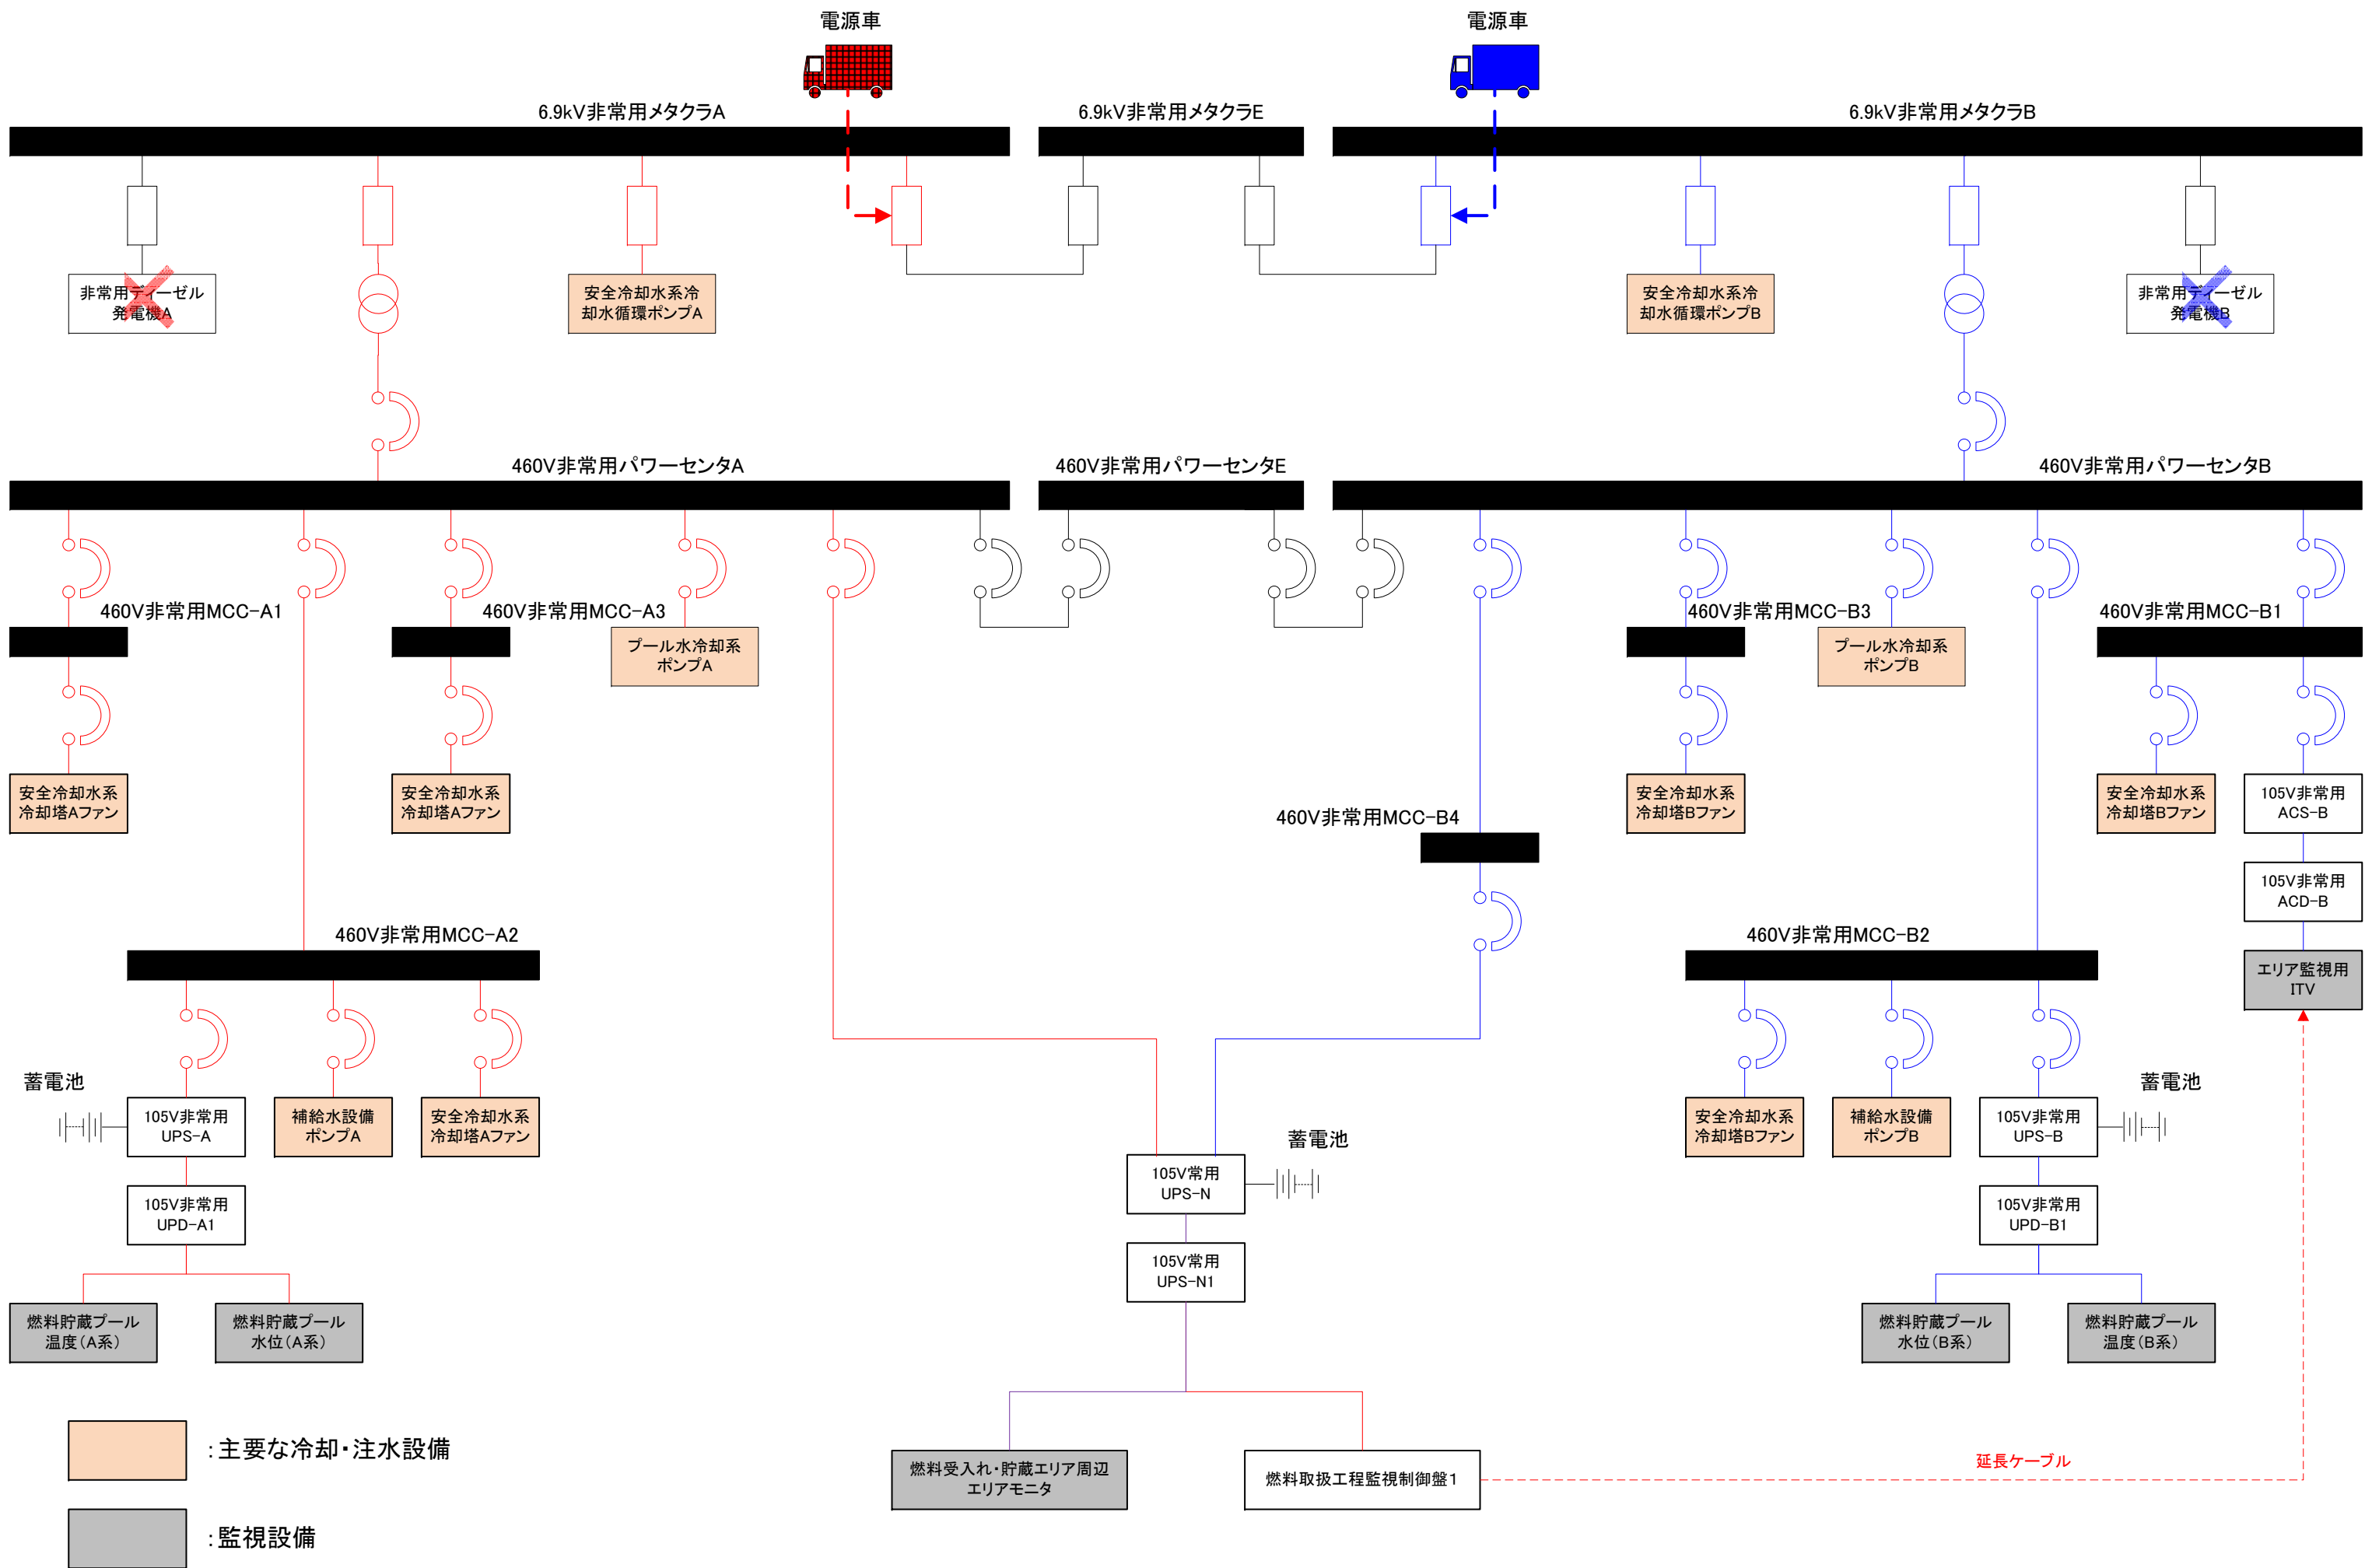 電源車
電源車
6.9kV非常用メタクラA
6.9kV非常用メタクラE
6.9kV非常用メタクラB
非常用ディーゼル
発電機A
安全冷却水系冷
却水循環ポンプA
安全冷却水系冷
却水循環ポンプB
非常用ディーゼル
発電機B
460V非常用パワーセンタA
460V非常用パワーセンタE
460V非常用パワーセンタB
460V非常用MCC-A1
460V非常用MCC-A3
460V非常用MCC-B3
460V非常用MCC-B1
プール水冷却系
ポンプA
プール水冷却系
ポンプB
安全冷却水系
冷却塔Aファン
安全冷却水系
冷却塔Aファン
460V非常用MCC-B4
安全冷却水系
冷却塔Bファン
安全冷却水系
冷却塔Bファン
105V非常用
ACS-B
105V非常用
ACD-B
460V非常用MCC-A2
460V非常用MCC-B2
エリア監視用
ITV
蓄電池
105V非常用
UPS-A
補給水設備
ポンプA
安全冷却水系
冷却塔Aファン
安全冷却水系
冷却塔Bファン
補給水設備
ポンプB
105V非常用
UPS-B
蓄電池
蓄電池
105V常用
UPS-N
105V非常用
UPD-A1
105V非常用
UPD-B1
105V常用
UPS-N1
燃料貯蔵プール
温度(A系)
燃料貯蔵プール
水位(A系)
燃料貯蔵プール
水位(B系)
燃料貯蔵プール
温度(B系)
:主要な冷却・注水設備
燃料受入れ・貯蔵エリア周辺
エリアモニタ
燃料取扱工程監視制御盤1
延長ケーブル
:監視設備